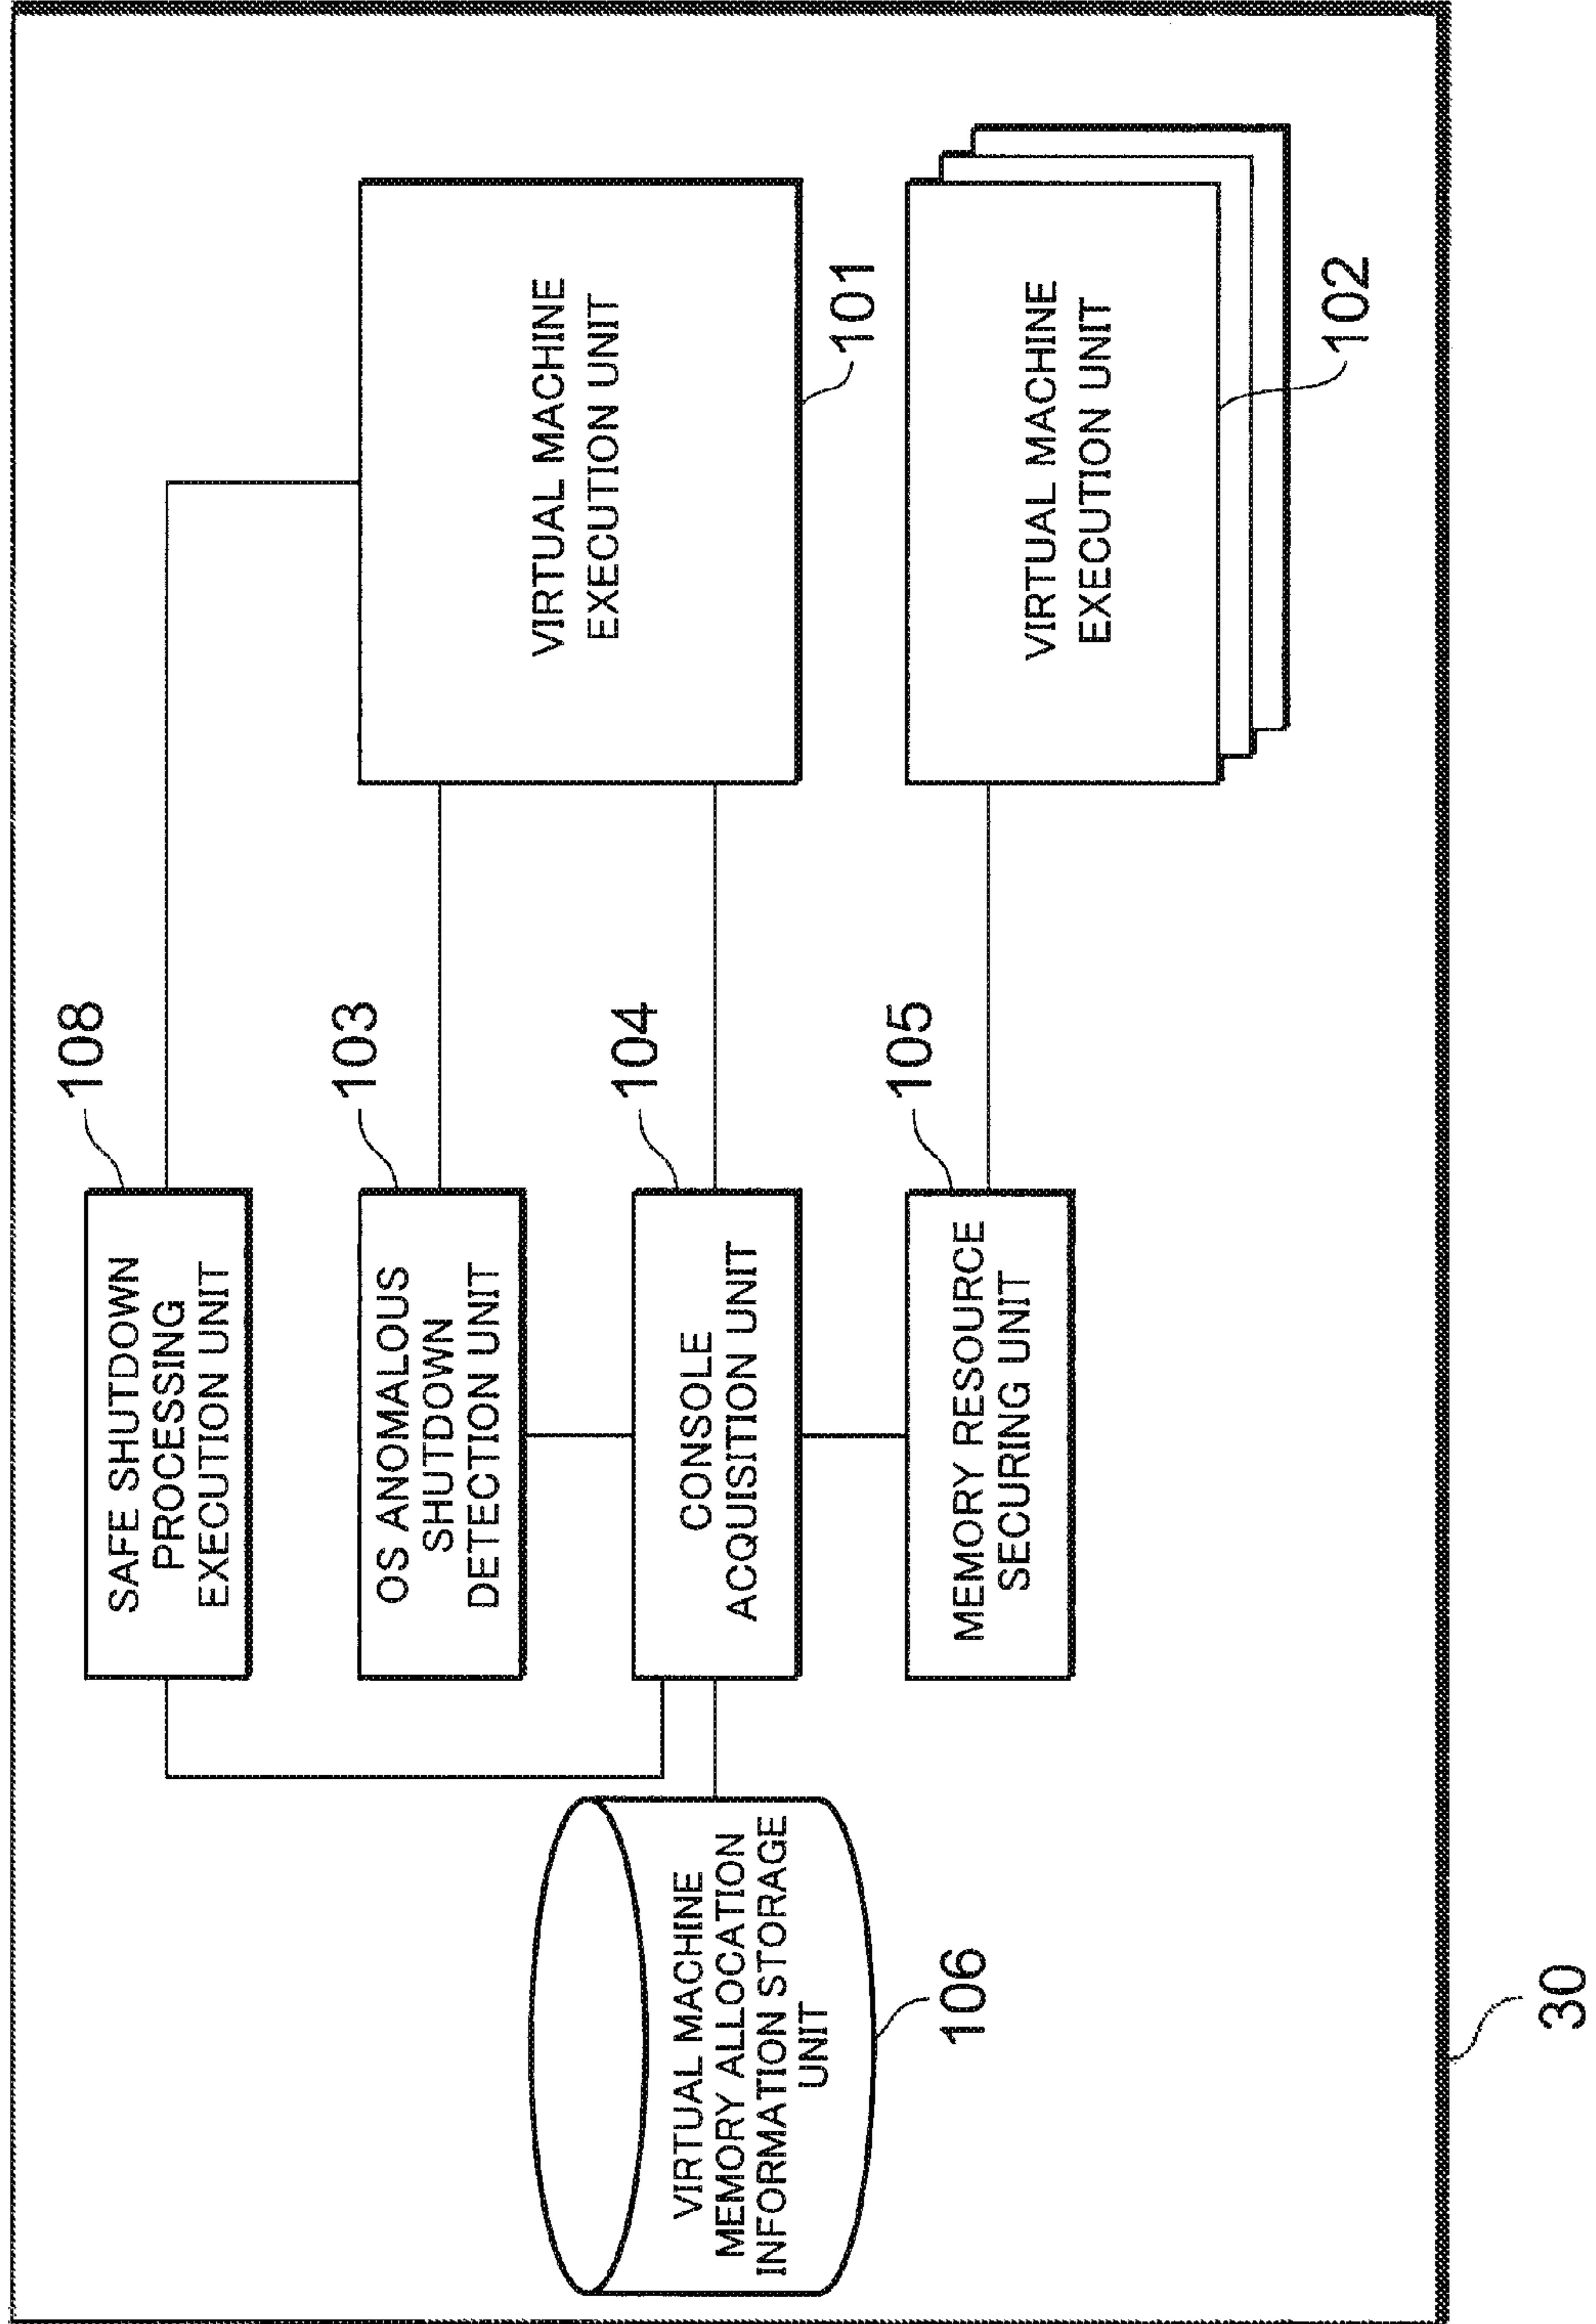 108
SAFE SHUTDOWN
PROCESSING
EXECUTION UNIT
103
OS ANOMALOUS
SHUTDOWN
DETECTION UNIT
VIRTUAL MACHINE
EXECUTION UNIT
101
104
CONSOLE
ACQUISITION UNIT
VIRTUAL MACHINE
MEMORY ALLOCATION
INFORMATION STORAGE
UNIT
106
105
MEMORY RESOURCE
SECURING UNIT
VIRTUAL MACHINE
EXECUTION UNIT
102
30